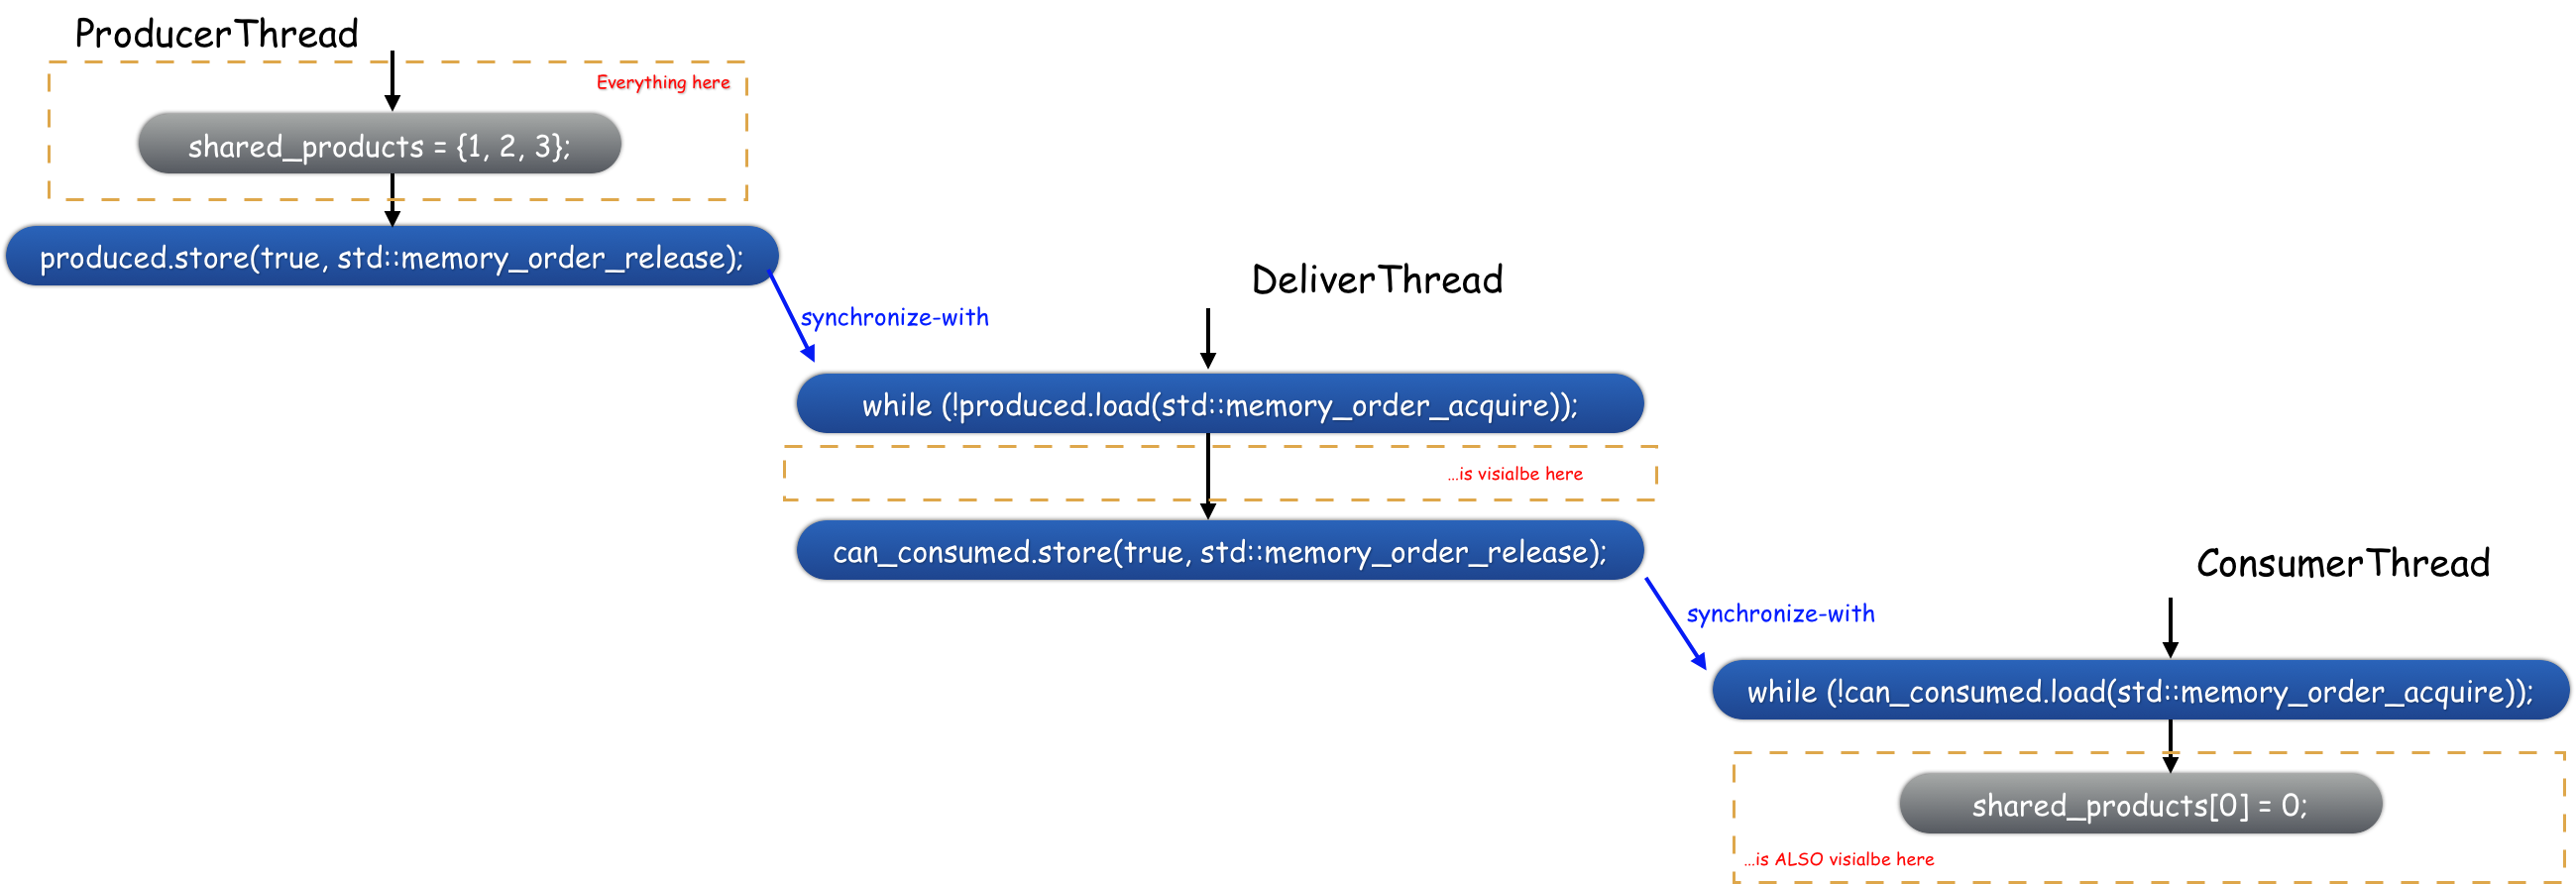 ProducerThread
Everything here
shared_products = {1, 2, 3};
produced.store(true, std::memory_order_release);
synchronize-with
DeliverThread
while (!produced.load(std::memory_order_acquire));
...is visialbe here
can_consumed.store(true, std::memory_order_release);
synchronize-with
ConsumerThread
while (!can_consumed.load(std::memory_order_acquire));
shared_products[0] = 0;
...is ALSO visialbe here